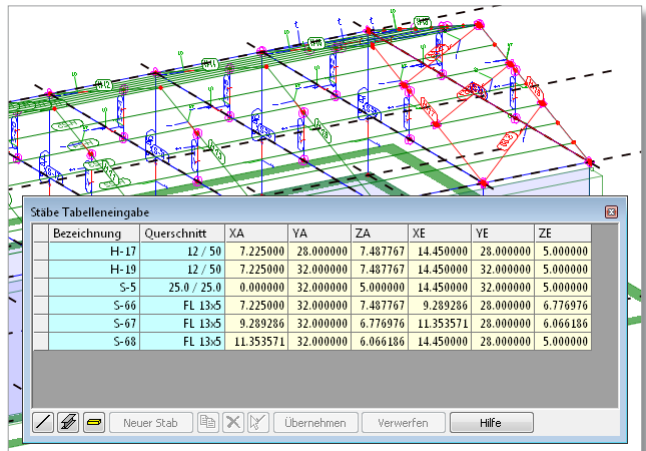 Stäbe Tabelleneingabe
Bezeichnung Querschnitt XA YA ZA XE YE ZE
H-17 12 / 50 7.225000 28.000000 7.487767 14.450000 28.000000 5.000000
H-19 12 / 50 7.225000 32.000000 7.487767 14.450000 32.000000 5.000000
S-5 25.0 / 25.0 0.000000 32.000000 5.000000 14.450000 32.000000 5.000000
S-66 FL 13x5 7.225000 32.000000 7.487767 9.289286 28.000000 6.776976
S-67 FL 13x5 9.289286 32.000000 6.776976 11.353571 28.000000 6.066186
S-68 FL 13x5 11.353571 32.000000 6.066186 14.450000 28.000000 5.000000
Neuer Stab Übernehmen Verwerfen Hilfe